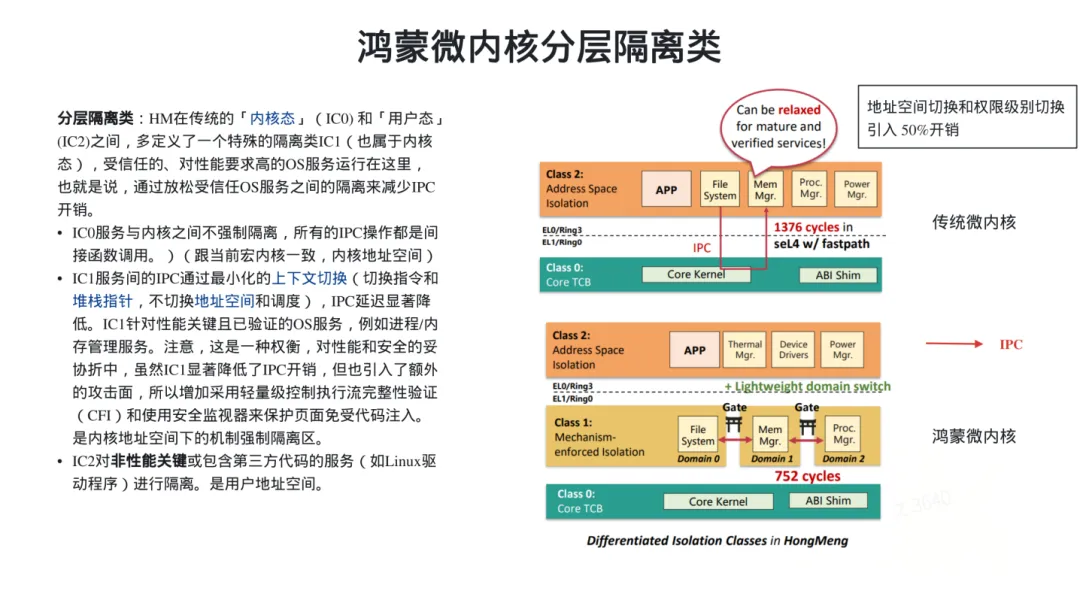 鸿蒙微内核分层隔离类
分层隔离类：HM在传统的「内核态」（IC0) 和「用户态」
(IC2)之间，多定义了一个特殊的隔离类IC1（也属于内核
态），受信任的、对性能要求高的OS服务运行在这里，
也就是说，通过放松受信任OS服务之间的隔离来减少IPC
开销。
• IC0服务与内核之间不强制隔离，所有的IPC操作都是间
接函数调用。）（跟当前宏内核一致，内核地址空间）
• IC1服务间的IPC通过最小化的上下文切换（切换指令和
堆栈指针，不切换地址空间和调度），IPC延迟显著降
低。IC1针对性能关键且已验证的OS服务，例如进程/内
存管理服务。注意，这是一种权衡，对性能和安全的妥
协折中，虽然IC1显著降低了IPC开销，但也引入了额外
的攻击面，所以增加采用轻量级控制执行流完整性验证
（CFI）和使用安全监视器来保护页面免受代码注入。
是内核地址空间下的机制强制隔离区。
• IC2对非性能关键或包含第三方代码的服务（如Linux驱
动程序）进行隔离。是用户地址空间。
Can be relaxed
for mature and
verified services!
地址空间切换和权限级别切换
引入 50%开销
Class 2:
Address Space
Isolation
APP
File
System
Mem
Mgr.
Proc.
Mgr.
Power
Mgr.
EL0/Ring3
EL1/Ring0
IPC
1376 cycles in
seL4 w/ fastpath
传统微内核
Class 0:
Core TCB
Core Kernel
ABI Shim
Class 2:
Address Space
Isolation
APP
Thermal
Mgr.
Device
Drivers
Power
Mgr.
IPC
EL0/Ring3
EL1/Ring0
+ Lightweight domain switch
Gate
Gate
Class 1:
Mechanism-
enforced Isolation
File
System
Mem
Mgr.
Proc.
Mgr.
Domain 0
Domain 1
Domain 2
鸿蒙微内核
752 cycles
Class 0:
Core TCB
Core Kernel
ABI Shim
Differentiated Isolation Classes in HongMeng